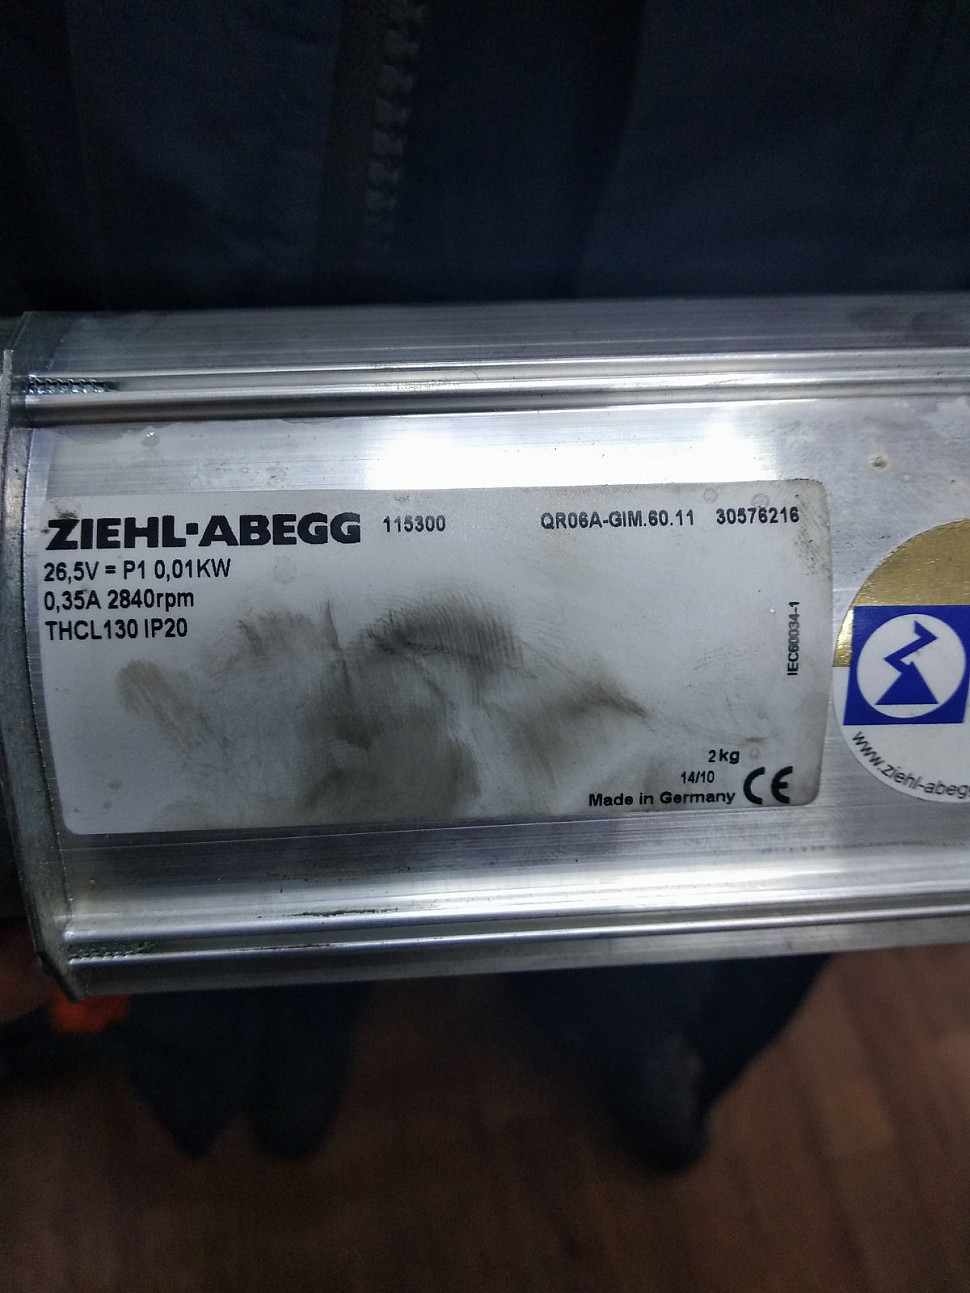 ZIEHL-ABEGG 115300 QR06A-GIM.60.11 30576216
26,5V = P1 0,01KW
0,35A 2840rpm
THCL130 IP20
IEC60034-1
2kg
14/10
Made in Germany CE
www.ziehl-abegg